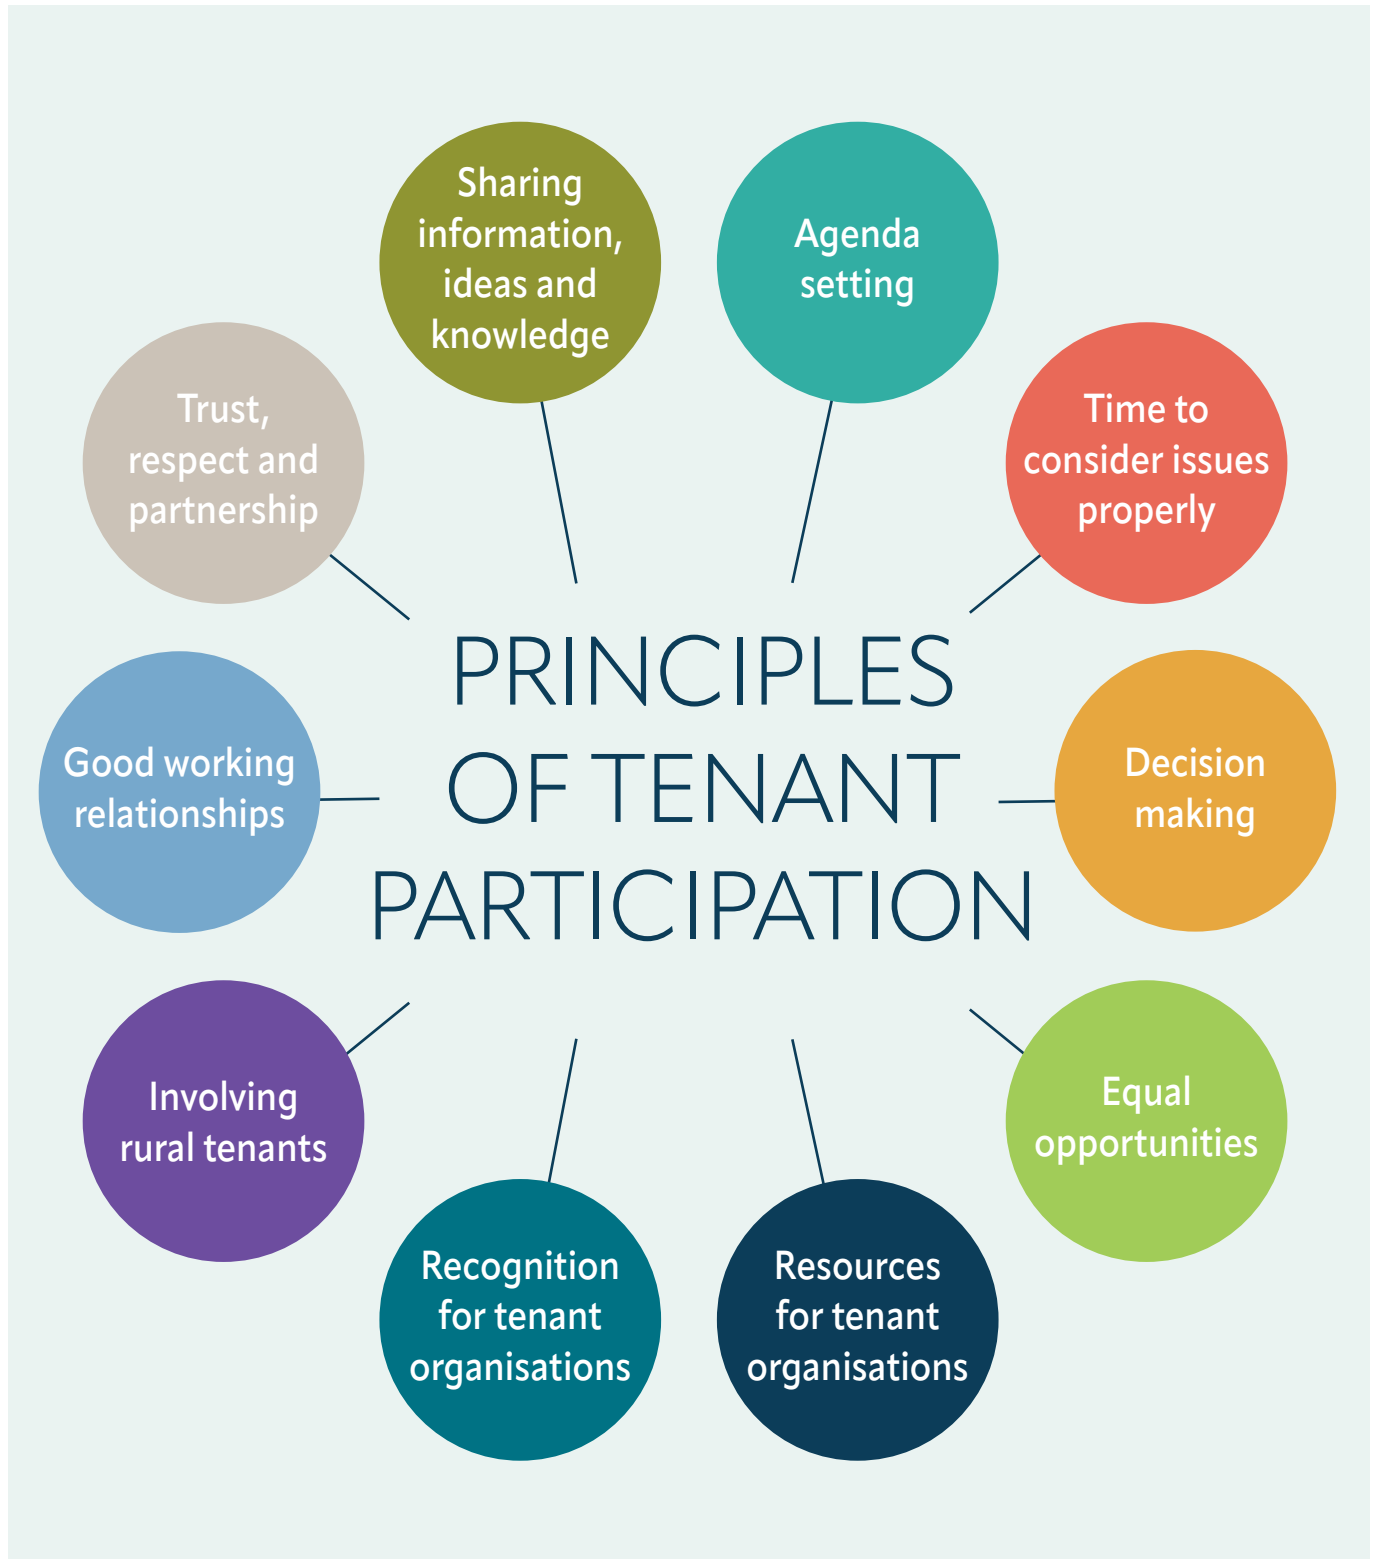 Sharing
information,
ideas and
knowledge
Agenda
setting
Trust,
respect and
partnership
Time to
consider issues
properly
PRINCIPLES
OF TENANT
PARTICIPATION
Good working
relationships
Decision
making
Involving
rural tenants
Equal
opportunities
Recognition
for tenant
organisations
Resources
for tenant
organisations